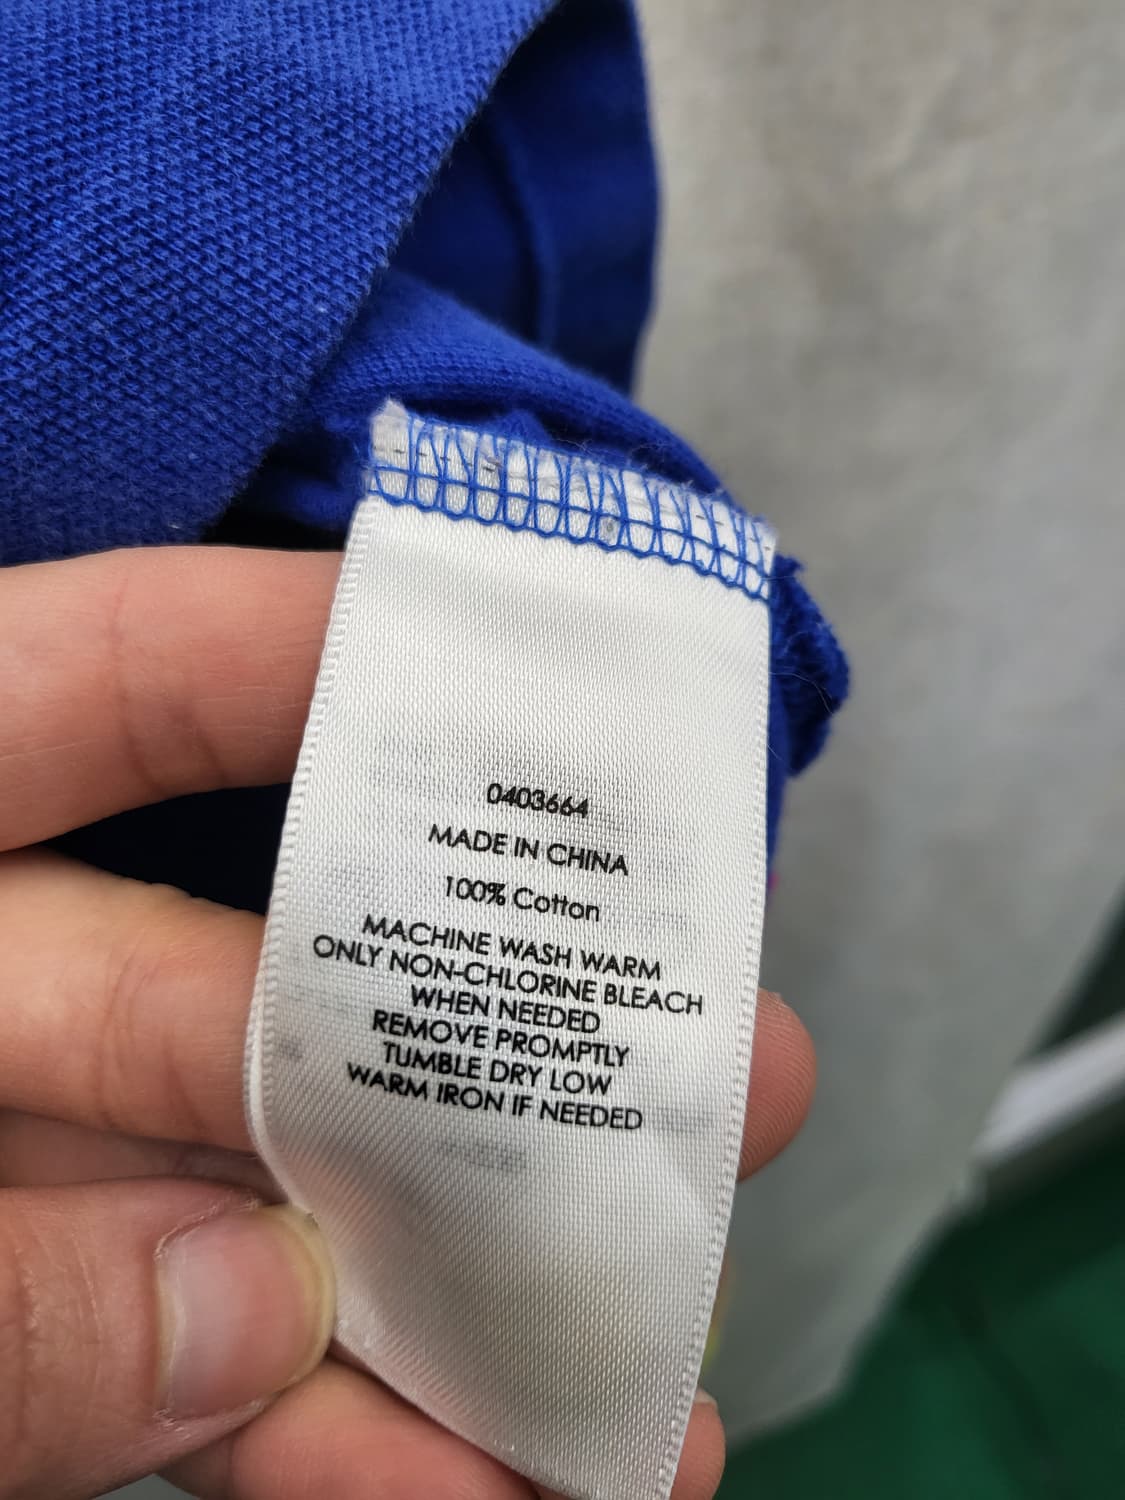 0403664
MADE IN CHINA
100% Cotton
MACHINE WASH WARM
ONLY NON-CHLORINE BLEACH
WHEN NEEDED
REMOVE PROMPTLY
TUMBLE DRY LOW
WARM IRON IF NEEDED